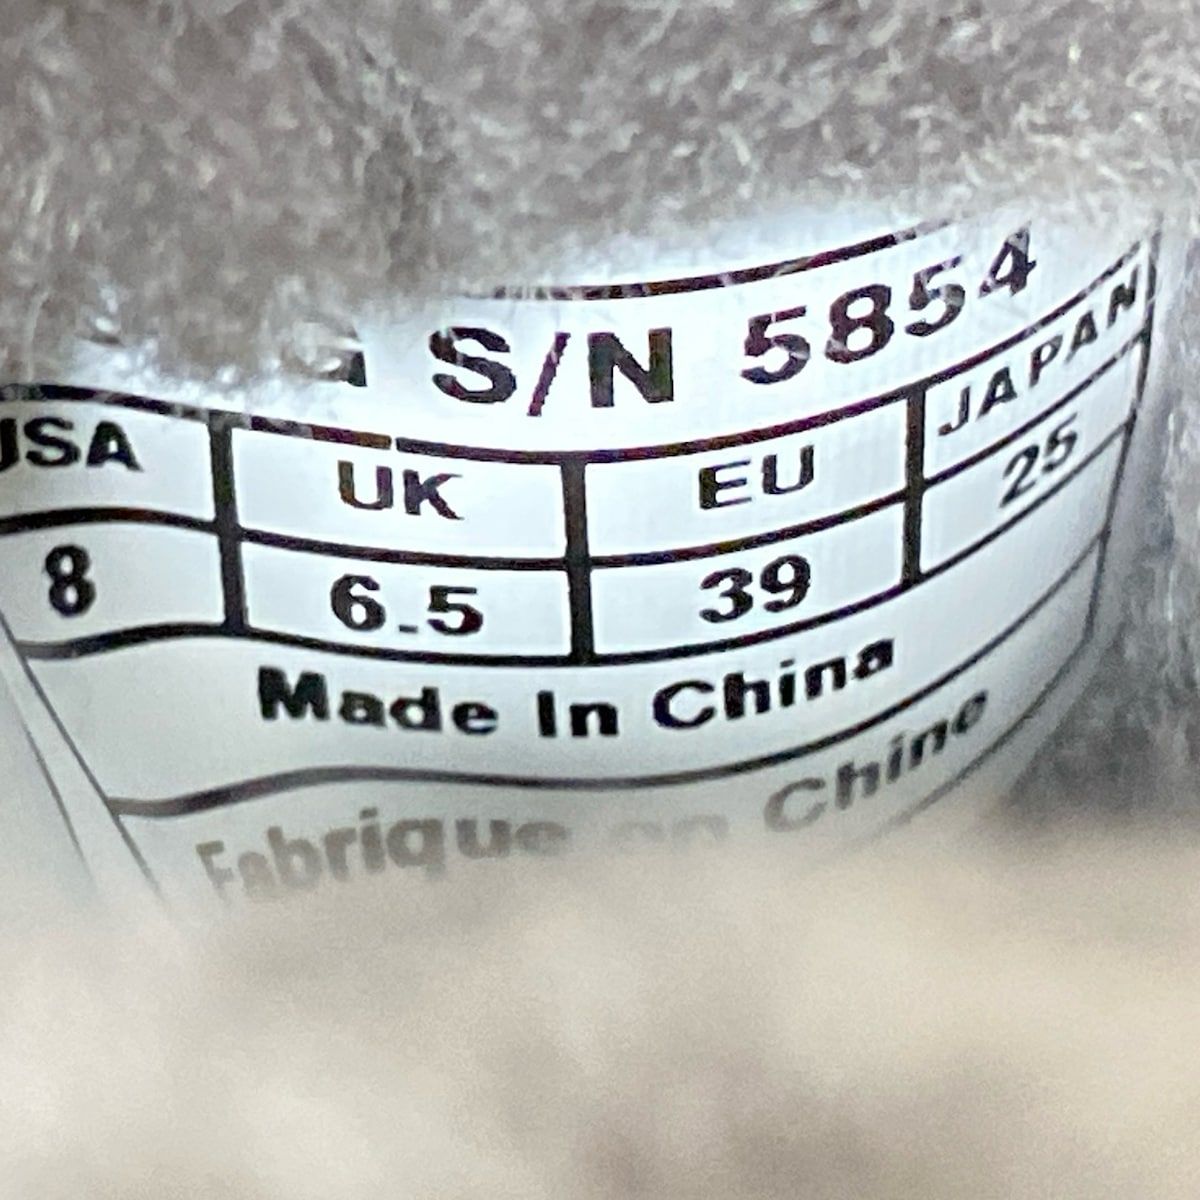 S/N 5854
USA UK EU JAPAN
8 6.5 39 25
Made In China
Fabrique en Chine